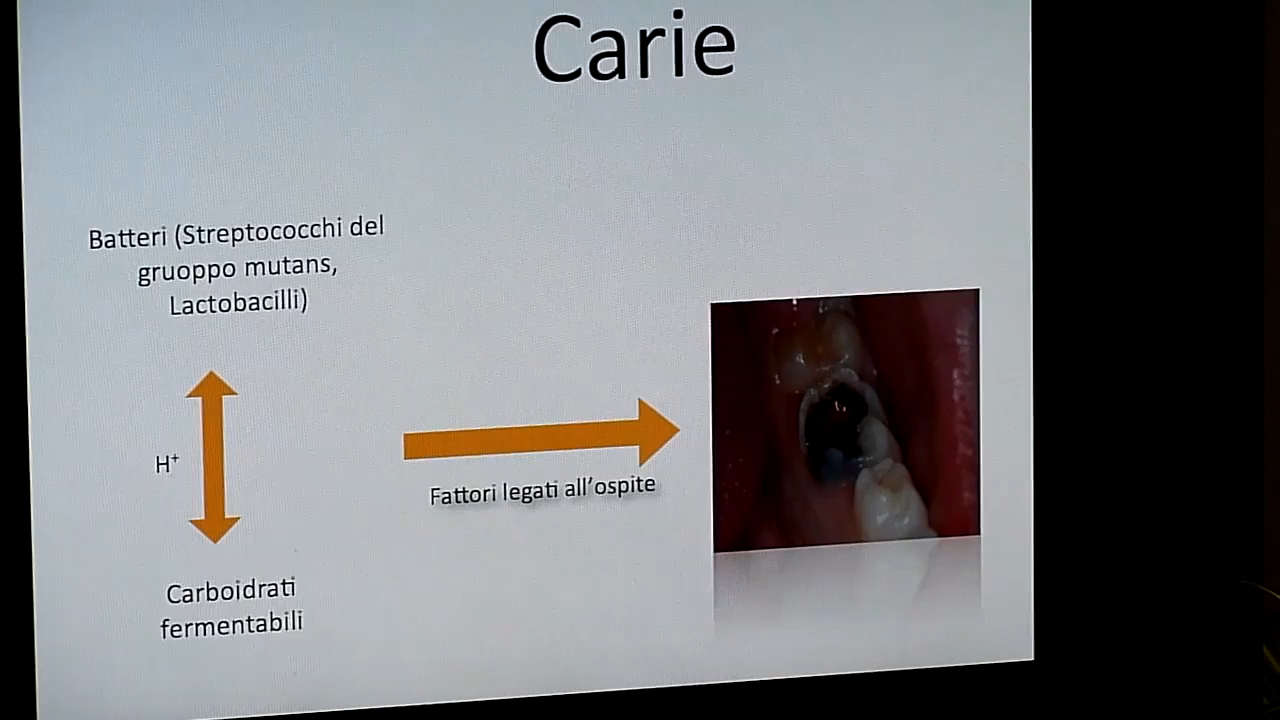 Carie
Batteri (Streptococchi del
gruoppo mutans,
Lactobacilli)
H⁺
Fattori legati all'ospite
Carboidrati
fermentabili